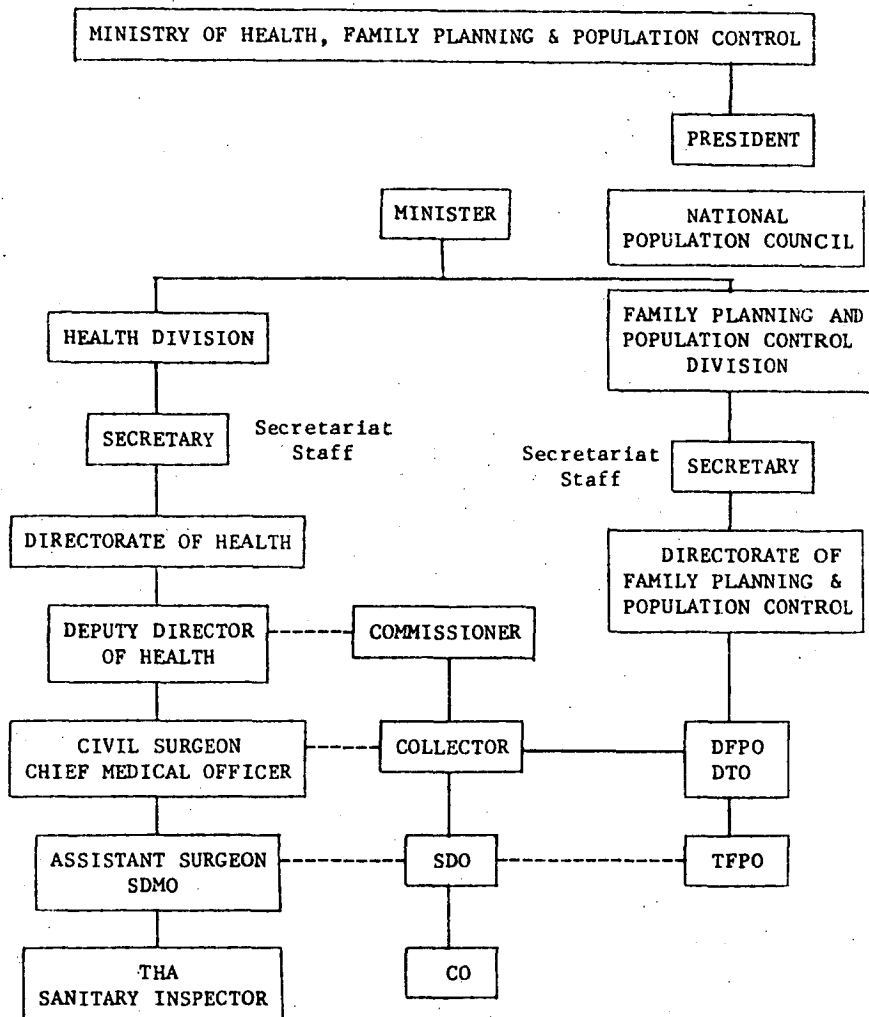 MINISTRY OF HEALTH, FAMILY PLANNING & POPULATION CONTROL
PRESIDENT
MINISTER
NATIONAL
POPULATION COUNCIL
HEALTH DIVISION
FAMILY PLANNING AND
POPULATION CONTROL
DIVISION
SECRETARY
Secretariat
Staff
Secretariat
Staff
SECRETARY
DIRECTORATE OF HEALTH
DIRECTORATE OF
FAMILY PLANNING &
POPULATION CONTROL
DEPUTY DIRECTOR
OF HEALTH
COMMISSIONER
CIVIL SURGEON
CHIEF MEDICAL OFFICER
COLLECTOR
DFPO
DTO
ASSISTANT SURGEON
SDMO
SDO
TFPO
THA
SANITARY INSPECTOR
CO